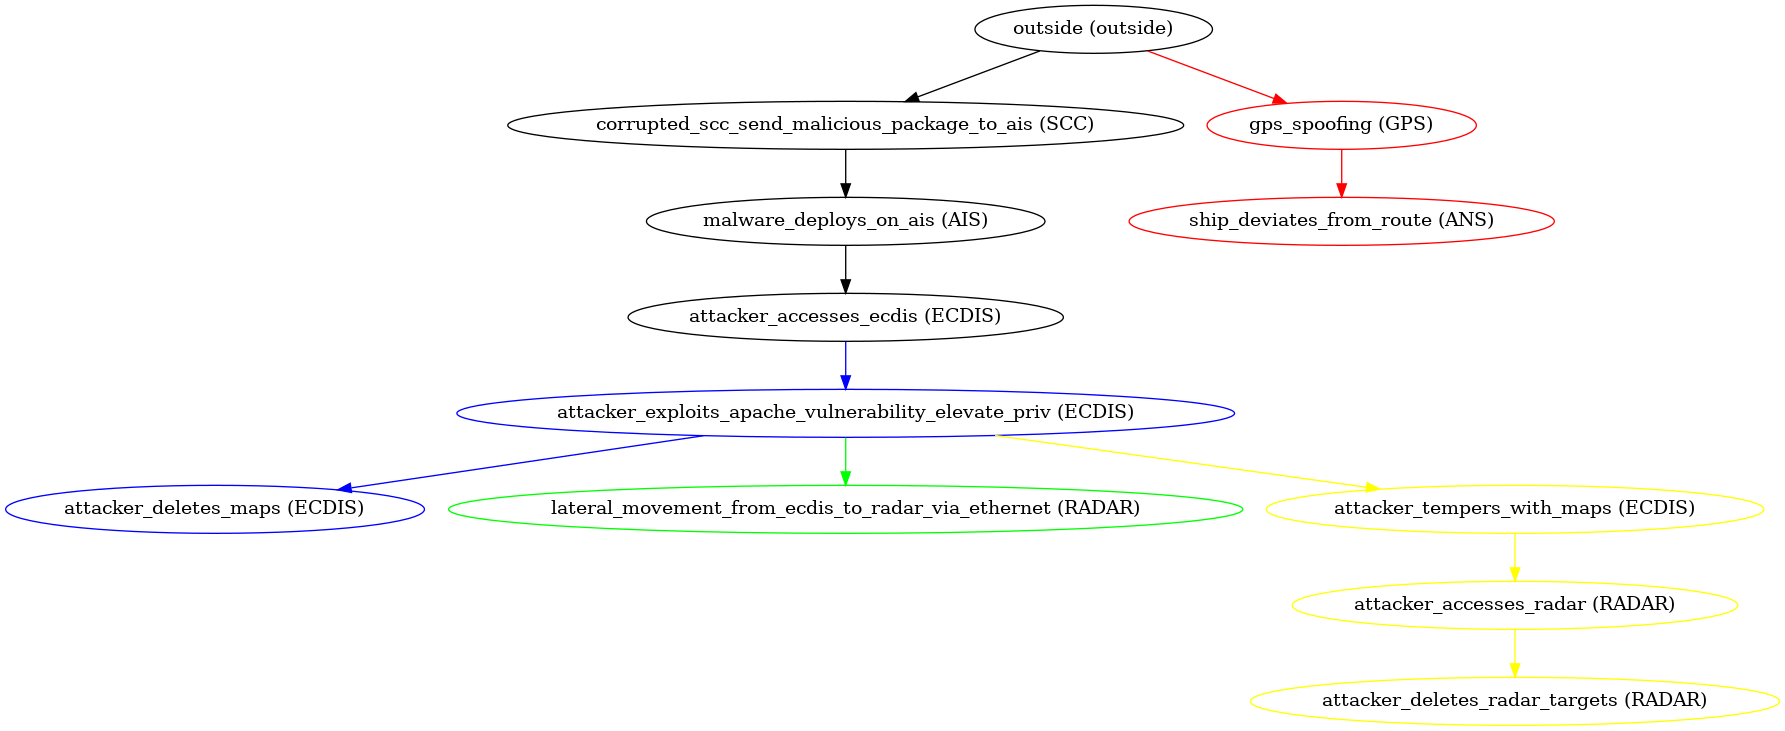 outside (outside)
corrupted_scc_send_malicious_package_to_ais (SCC)
gps_spoofing (GPS)
malware_deploys_on_ais (AIS)
ship_deviates_from_route (ANS)
attacker_accesses_ecdis (ECDIS)
attacker_exploits_apache_vulnerability_elevate_priv (ECDIS)
attacker_deletes_maps (ECDIS)
lateral_movement_from_ecdis_to_radar_via_ethernet (RADAR)
attacker_tempers_with_maps (ECDIS)
attacker_accesses_radar (RADAR)
attacker_deletes_radar_targets (RADAR)